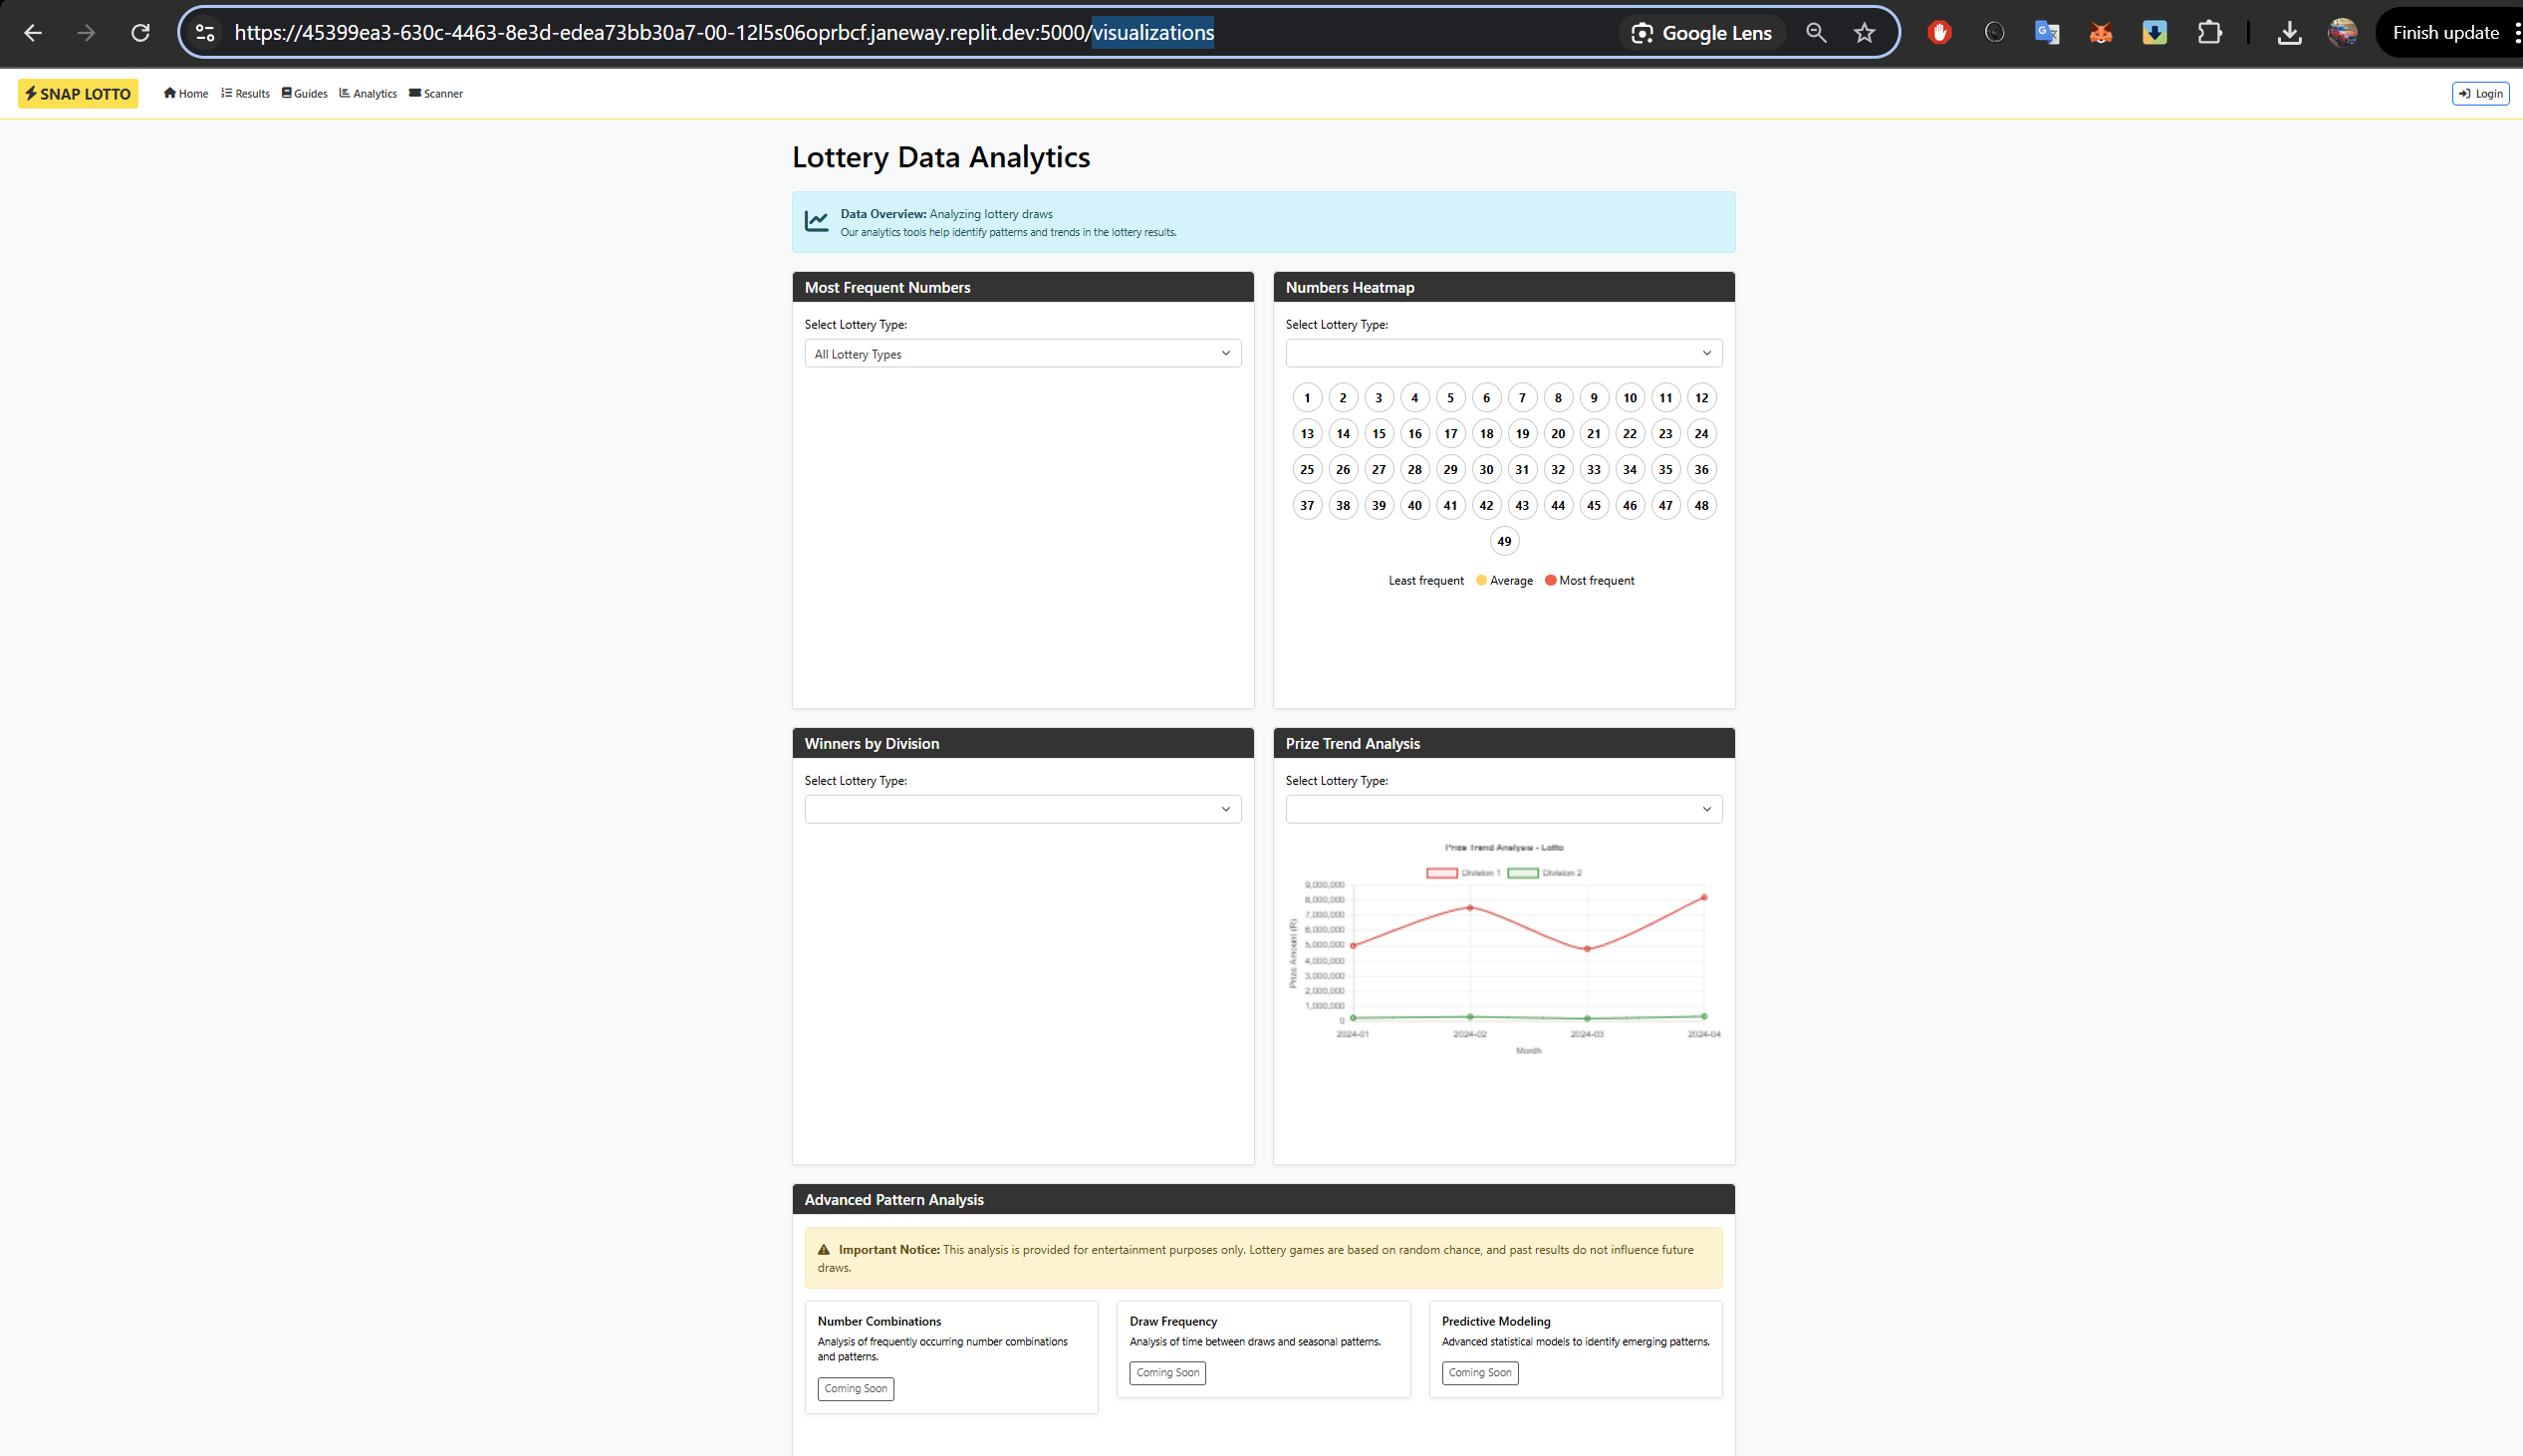 https://45399ea3-630c-4463-8e3d-edea73bb30a7-00-12l5s06oprbcf.janeway.replit.dev:5000/visualizations
Google Lens
Finish update
SNAP LOTTO
Home
Results
Guides
Analytics
Scanner
Login
Lottery Data Analytics
Data Overview: Analyzing lottery draws
Our analytics tools help identify patterns and trends in the lottery results.
Most Frequent Numbers
Select Lottery Type:
All Lottery Types
Numbers Heatmap
Select Lottery Type:
1 2 3 4 5 6 7 8 9 10 11 12
13 14 15 16 17 18 19 20 21 22 23 24
25 26 27 28 29 30 31 32 33 34 35 36
37 38 39 40 41 42 43 44 45 46 47 48
49
Least frequent Average Most frequent
Winners by Division
Select Lottery Type:
Prize Trend Analysis
Select Lottery Type:
Prize Trend Analysis - Lotto
Division 1 Division 2
9,000,000
8,000,000
7,000,000
6,000,000
5,000,000
4,000,000
3,000,000
2,000,000
1,000,000
0
Prize Amount (R)
2024-01 2024-02 2024-03 2024-04
Month
Advanced Pattern Analysis
Important Notice: This analysis is provided for entertainment purposes only. Lottery games are based on random chance, and past results do not influence future
draws.
Number Combinations
Analysis of frequently occurring number combinations
and patterns.
Coming Soon
Draw Frequency
Analysis of time between draws and seasonal patterns.
Coming Soon
Predictive Modeling
Advanced statistical models to identify emerging patterns.
Coming Soon